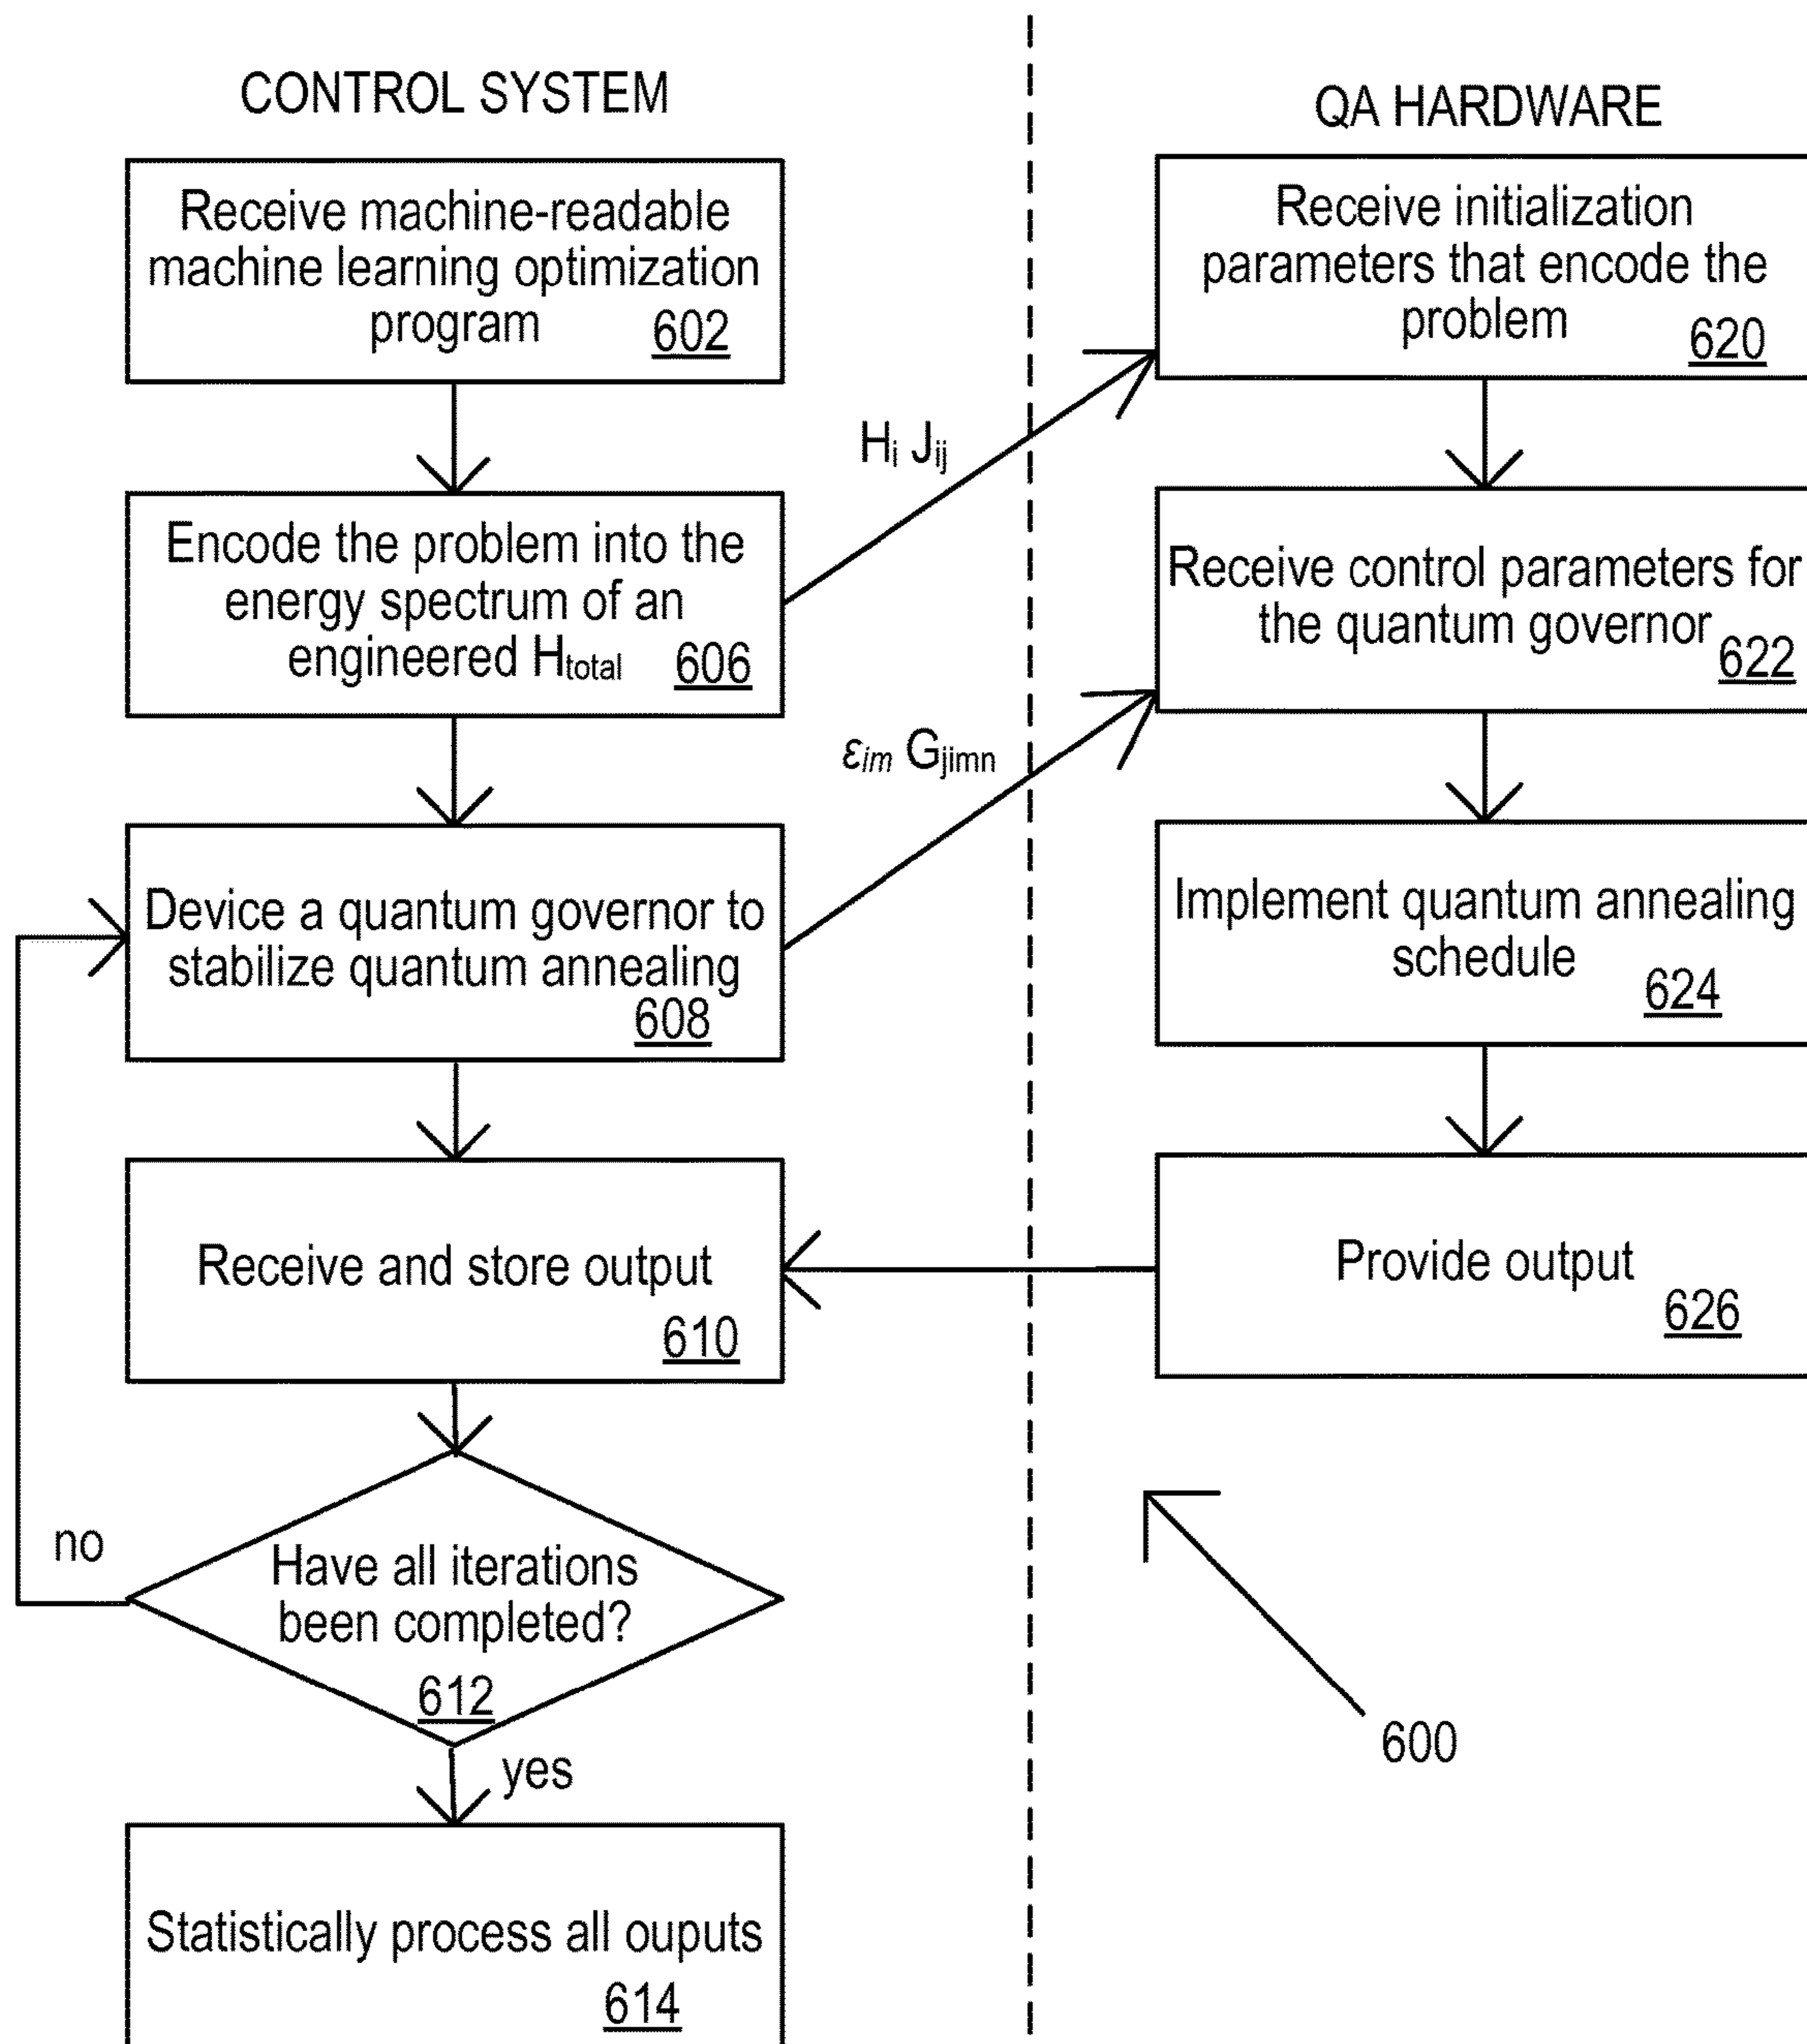 CONTROL SYSTEM
Receive machine-readable
machine learning optimization
program 602
Encode the problem into the
energy spectrum of an
engineered Htotal 606
Device a quantum governor to
stabilize quantum annealing
608
Receive and store output
610
no
Have all iterations
been completed?
612
yes
Statistically process all ouputs
614
Hi Jij
εim Gjimn
QA HARDWARE
Receive initialization
parameters that encode the
problem 620
Receive control parameters for
the quantum governor 622
Implement quantum annealing
schedule 624
Provide output
626
600